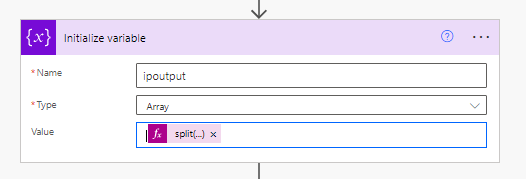 {x} Initialize variable
* Name ipoutput
* Type Array
Value fx split(...) ×